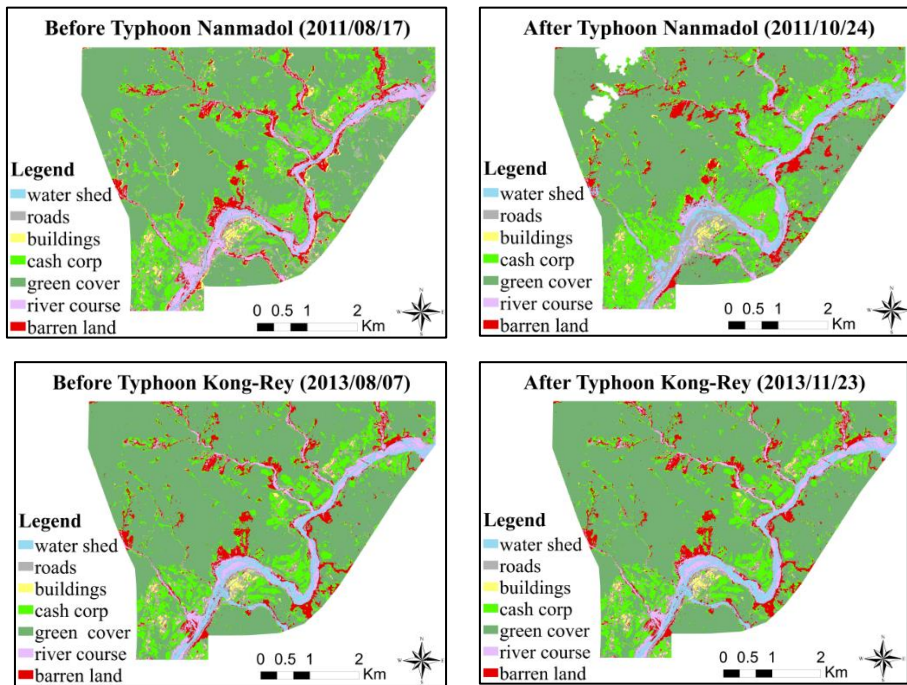 Before Typhoon Nanmadol (2011/08/17)
Legend
water shed
roads
buildings
cash corp
green cover
river course
barren land
0 0.5 1 2
Km
N
W E
S
After Typhoon Nanmadol (2011/10/24)
Legend
water shed
roads
buildings
cash corp
green cover
river course
barren land
0 0.5 1 2
Km
N
W E
S
Before Typhoon Kong-Rey (2013/08/07)
Legend
water shed
roads
buildings
cash corp
green cover
river course
barren land
0 0.5 1 2
Km
N
W E
S
After Typhoon Kong-Rey (2013/11/23)
Legend
water shed
roads
buildings
cash corp
green cover
river course
barren land
0 0.5 1 2
Km
N
W E
S